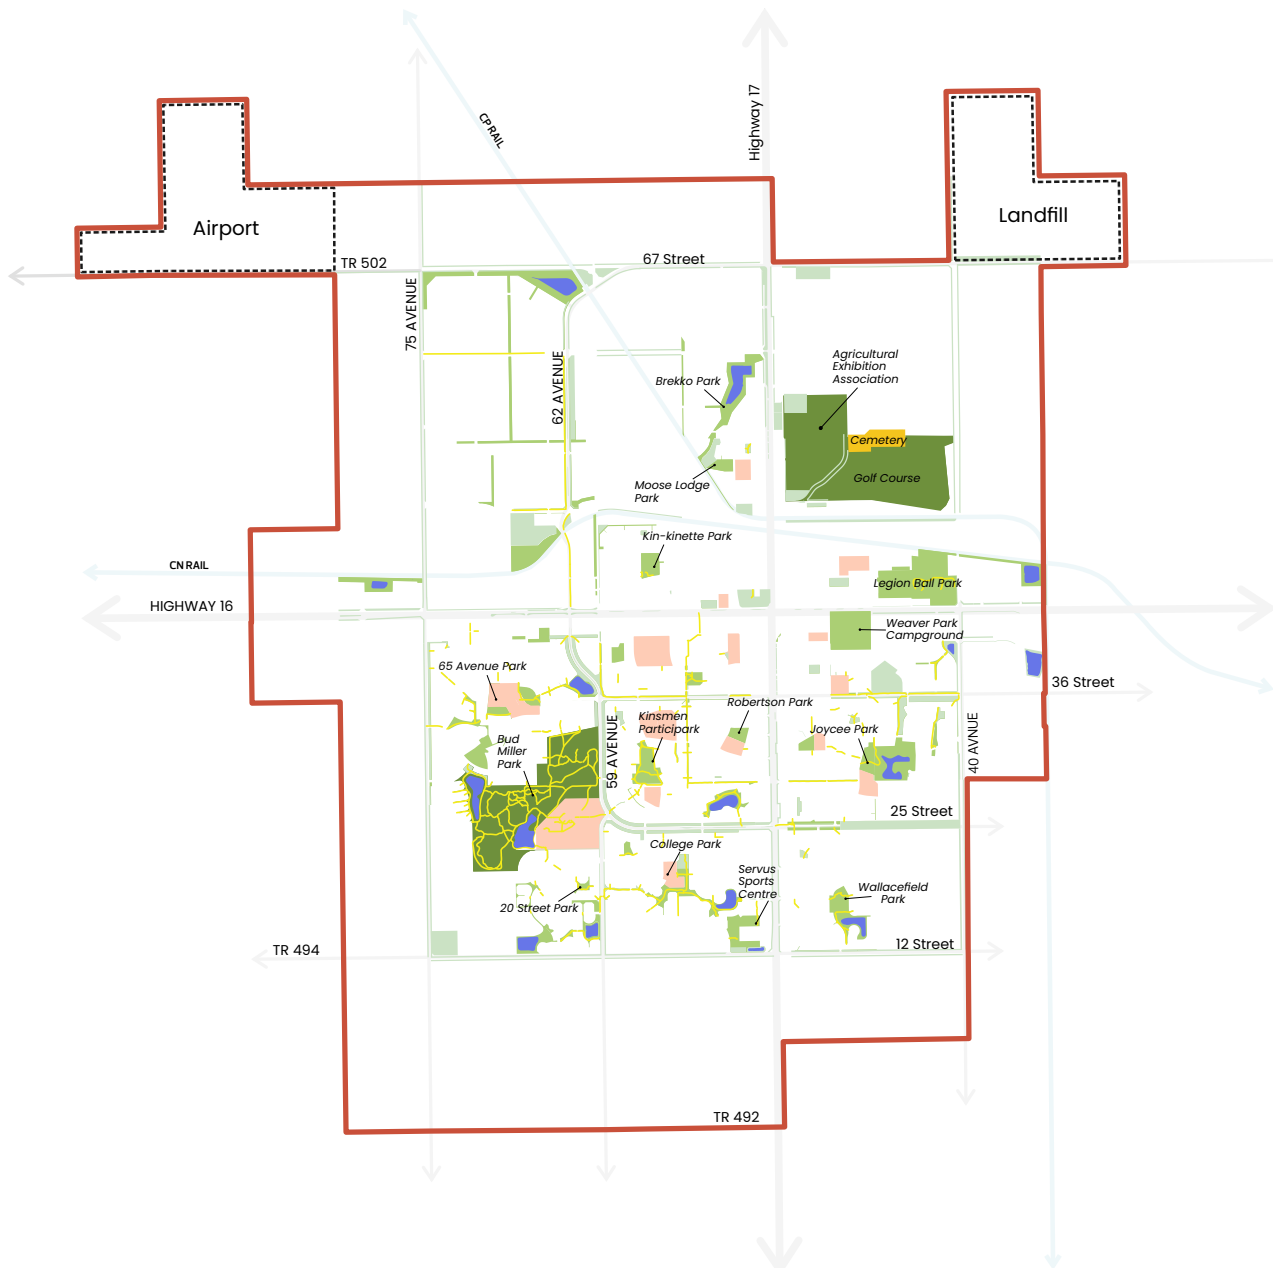 Highway 17
CP RAIL
Airport
Landfill
TR 502
67 Street
75 AVENUE
62 AVENUE
Agricultural
Exhibition
Association
Brekko Park
Cemetery
Golf Course
Moose Lodge
Park
Kin-kinette Park
CN RAIL
Legion Ball Park
HIGHWAY 16
Weaver Park
Campground
65 Avenue Park
36 Street
Robertson Park
Kinsmen
Participark
Joycee Park
40 AVNUE
59 AVENUE
Bud
Miller
Park
25 Street
College Park
Servus
Sports
Centre
Wallacefield
Park
20 Street Park
12 Street
TR 494
TR 492